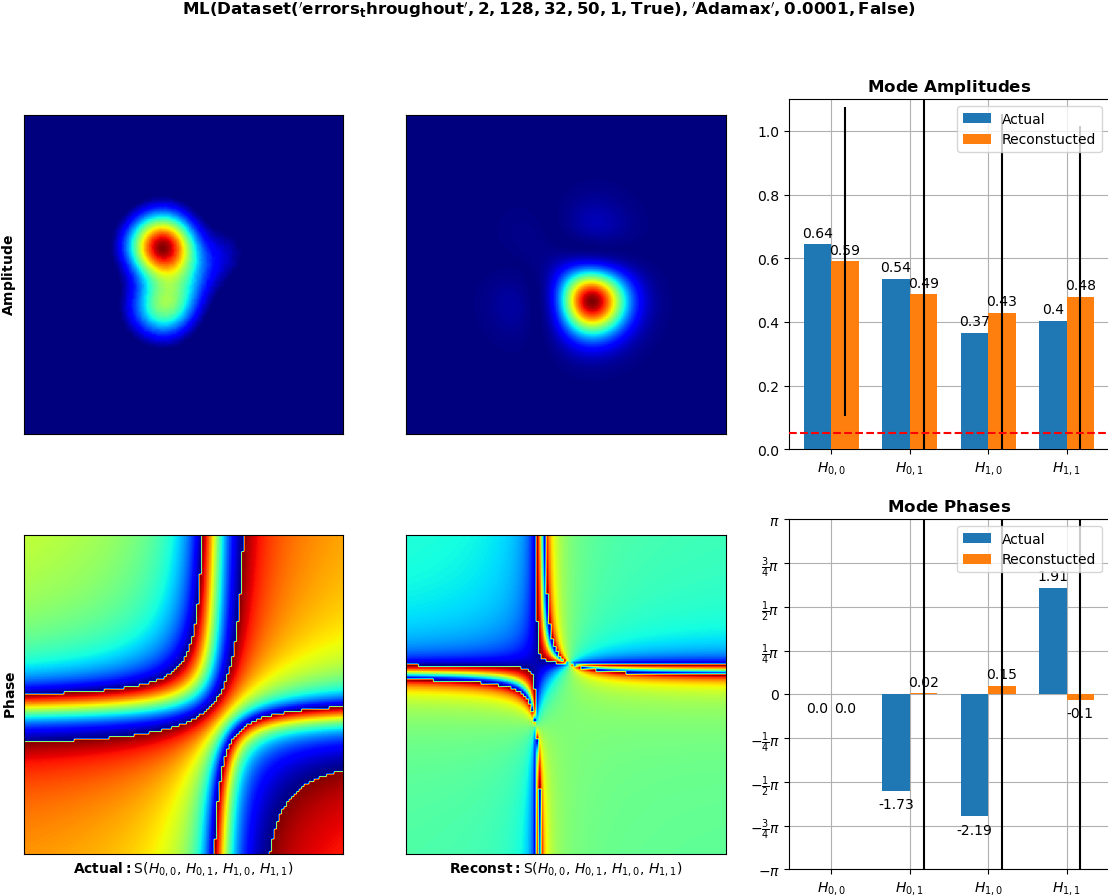 ML(Dataset('errors_throughout', 2, 128, 32, 50, 1, True), 'Adamax', 0.0001, False)
Amplitude
Mode Amplitudes
Actual
Reconstucted
1.0
0.8
0.6
0.4
0.2
0.0
0.64
0.59
0.54
0.49
0.37
0.43
0.4
0.48
H0,0
H0,1
H1,0
H1,1
Phase
Actual: S(H0,0, H0,1, H1,0, H1,1)
Reconst: S(H0,0, H0,1, H1,0, H1,1)
Mode Phases
Actual
Reconstucted
π
3/4π
1/2π
1/4π
0
−1/4π
−1/2π
−3/4π
−π
0.0
0.0
-1.73
0.02
-2.19
0.15
1.91
-0.1
H0,0
H0,1
H1,0
H1,1